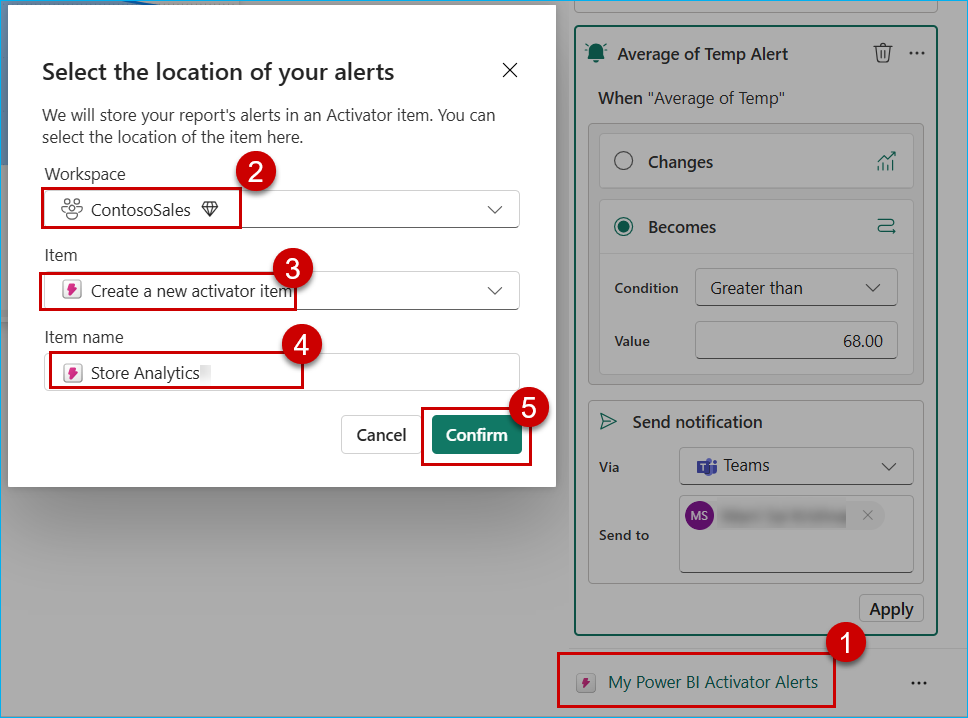 Select the location of your alerts
We will store your report's alerts in an Activator item. You can
select the location of the item here.
Workspace
2
ContosoSales
Item
3
Create a new activator item
Item name
4
Store Analytics
5
Cancel
Confirm
Average of Temp Alert
When "Average of Temp"
Changes
Becomes
Condition
Greater than
Value
68.00
Send notification
Via
Teams
MS
Send to
Apply
1
My Power BI Activator Alerts